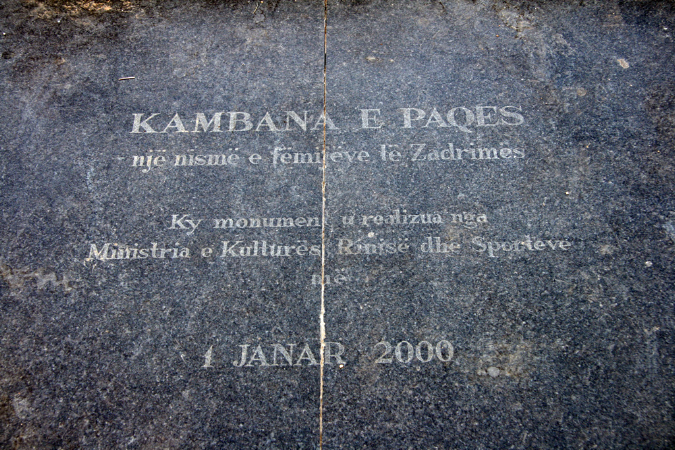 KAMBANA E PAQES
një nismë e fëmijëve të Zadrimës
Ky monument u realizua nga
Ministria e Kulturës, Rinisë dhe Sporteve
më
1 JANAR 2000